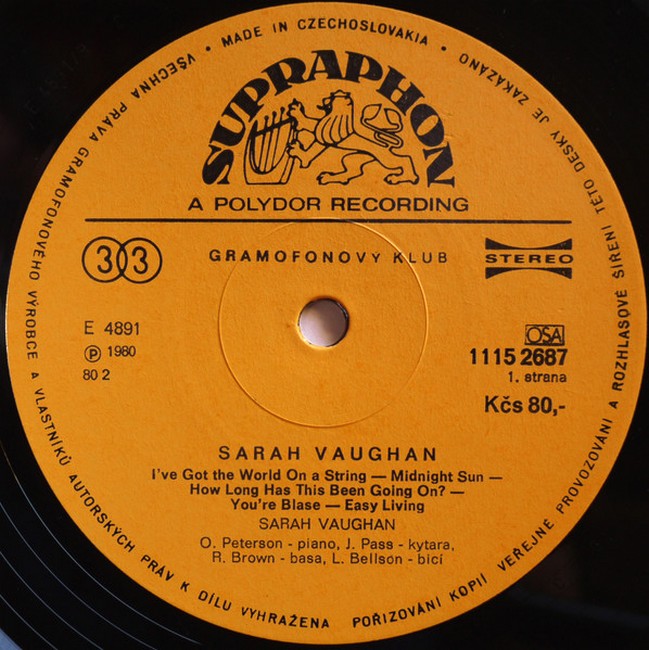 • MADE IN CZECHOSLOVAKIA •
VŠECHNA PRÁVA GRAMOFONOVÉHO VÝROBCE A VLASTNÍKŮ AUTORSKÝCH PRÁV K DÍLU VYHRAŽENA POŘIZOVÁNÍ KOPIÍ VEŘEJNÉ PROVOZOVÁNÍ A ROZHLASOVÉ ŠÍŘENÍ TÉTO DESKY JE ZAKÁZÁNO
SUPRAPHON
A POLYDOR RECORDING
33
GRAMOFONOVÝ KLUB
STEREO
E 4891
Ⓟ 1980
80 2
OSA
1115 2687
1. strana
Kčs 80,-
SARAH VAUGHAN
I've Got the World On a String — Midnight Sun —
How Long Has This Been Going On? —
You're Blase — Easy Living
SARAH VAUGHAN
O. Peterson - piano, J. Pass - kytara,
R. Brown - basa, L. Bellson - bicí